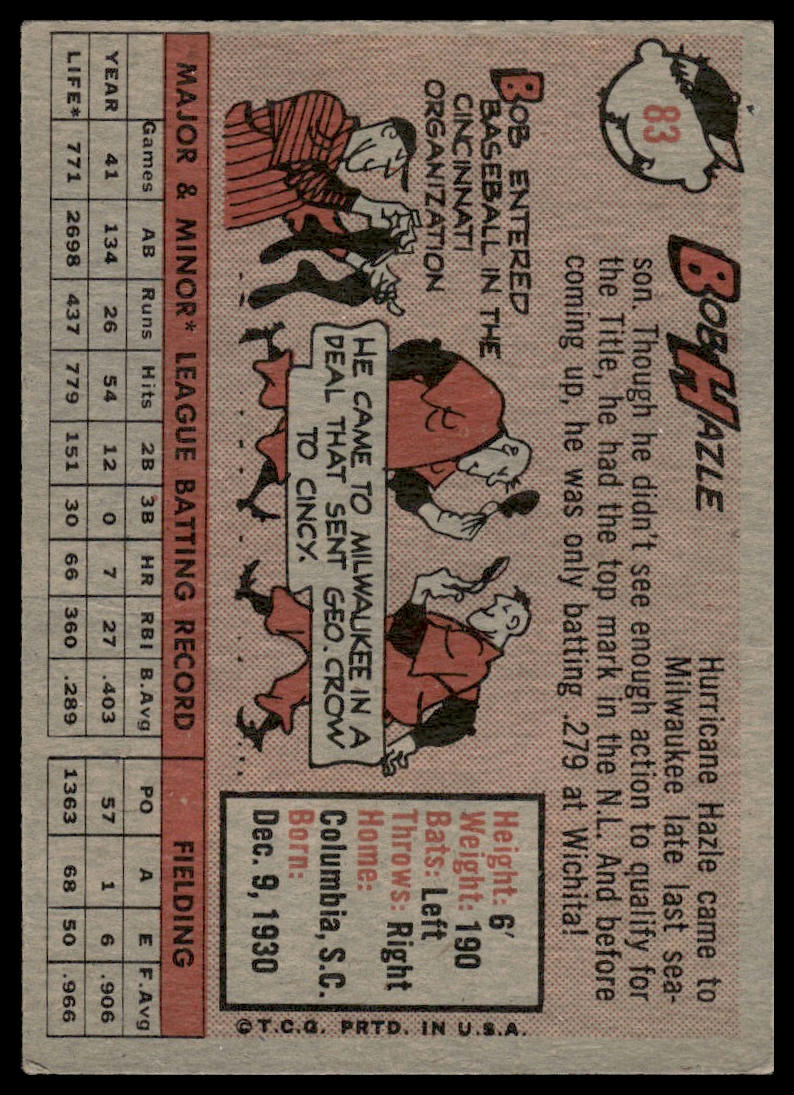 83
BOB HAZLE
Hurricane Hazle came to
Milwaukee late last sea-
son. Though he didn't see enough action to qualify for
the Title, he had the top mark in the N.L. And before
coming up, he was only batting .279 at Wichita!
BOB ENTERED
BASEBALL IN THE
CINCINNATI
ORGANIZATION
HE CAME TO MILWAUKEE IN A
DEAL THAT SENT GEO. CROW
TO CINCY.
Height: 6'
Weight: 190
Bats: Left
Throws: Right
Home:
Columbia, S.C.
Born:
Dec. 9, 1930
©T.C.G. PRTD. IN U.S.A.
MAJOR & MINOR* LEAGUE BATTING RECORD FIELDING
Games AB Runs Hits 2B 3B HR RBI B.Avg PO A E F.Avg
YEAR 41 134 26 54 12 0 7 27 .403 57 1 6 .906
LIFE* 771 2698 437 779 151 30 66 360 .289 1363 68 50 .966